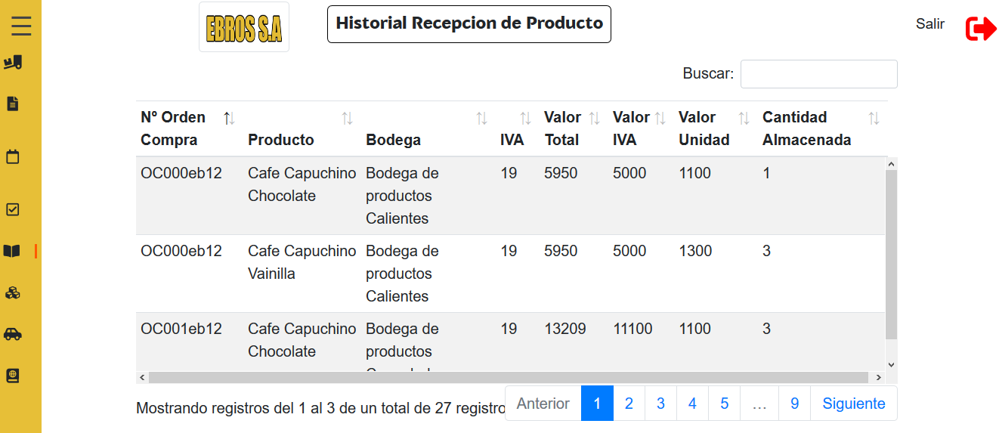 EBROS S.A
Historial Recepcion de Producto
Salir
Buscar:
Nº Orden Compra
Producto
Bodega
IVA
Valor Total
Valor IVA
Valor Unidad
Cantidad Almacenada
OC000eb12 Cafe Capuchino Bodega de 19 5950 5000 1100 1
Chocolate productos
Calientes
OC000eb12 Cafe Capuchino Bodega de 19 5950 5000 1300 3
Vainilla productos
Calientes
OC001eb12 Cafe Capuchino Bodega de 19 13209 11100 1100 3
Chocolate productos
Mostrando registros del 1 al 3 de un total de 27 registro
Anterior 1 2 3 4 5 … 9 Siguiente